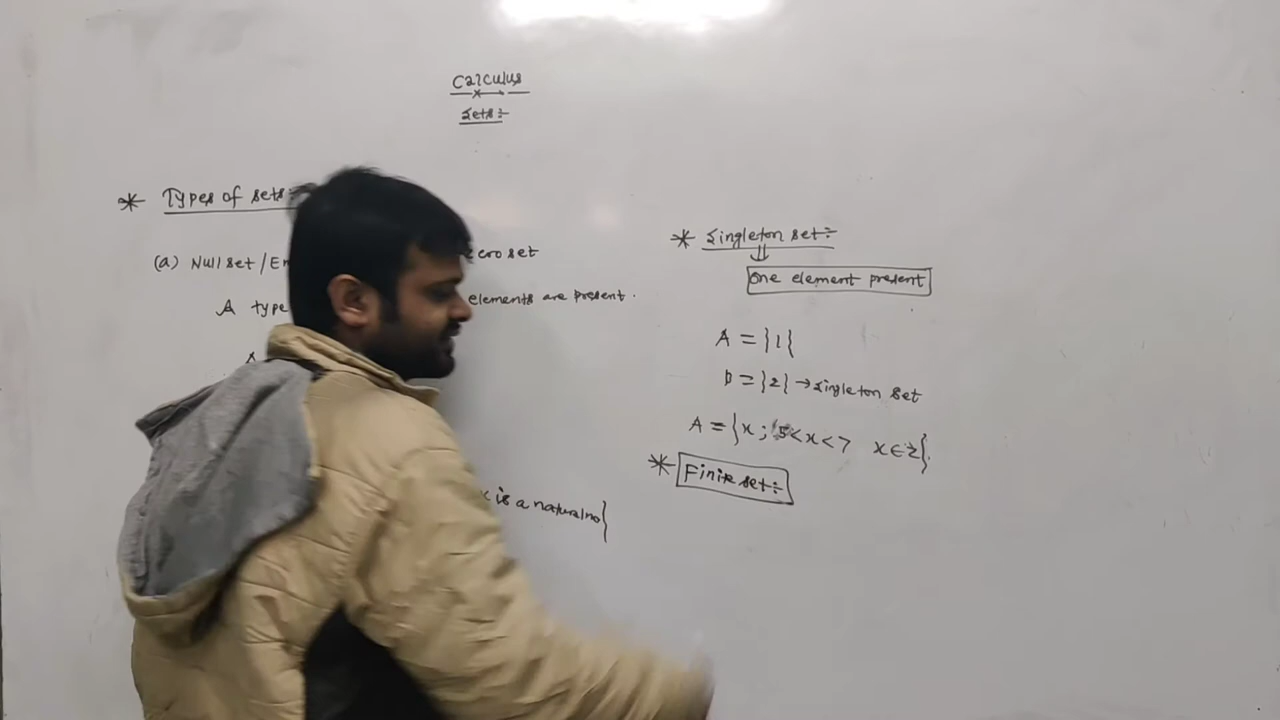 Calculus
Sets:-
* Types of sets:-
(a) Null set / zero set
A type elements are present.
A
x is a natural no}
* Singleton set:-
⇓
One element present
A = {1}
B = {2} → Singleton set
A = {x ; 5<x<7 x∈Z}.
* Finite set:-